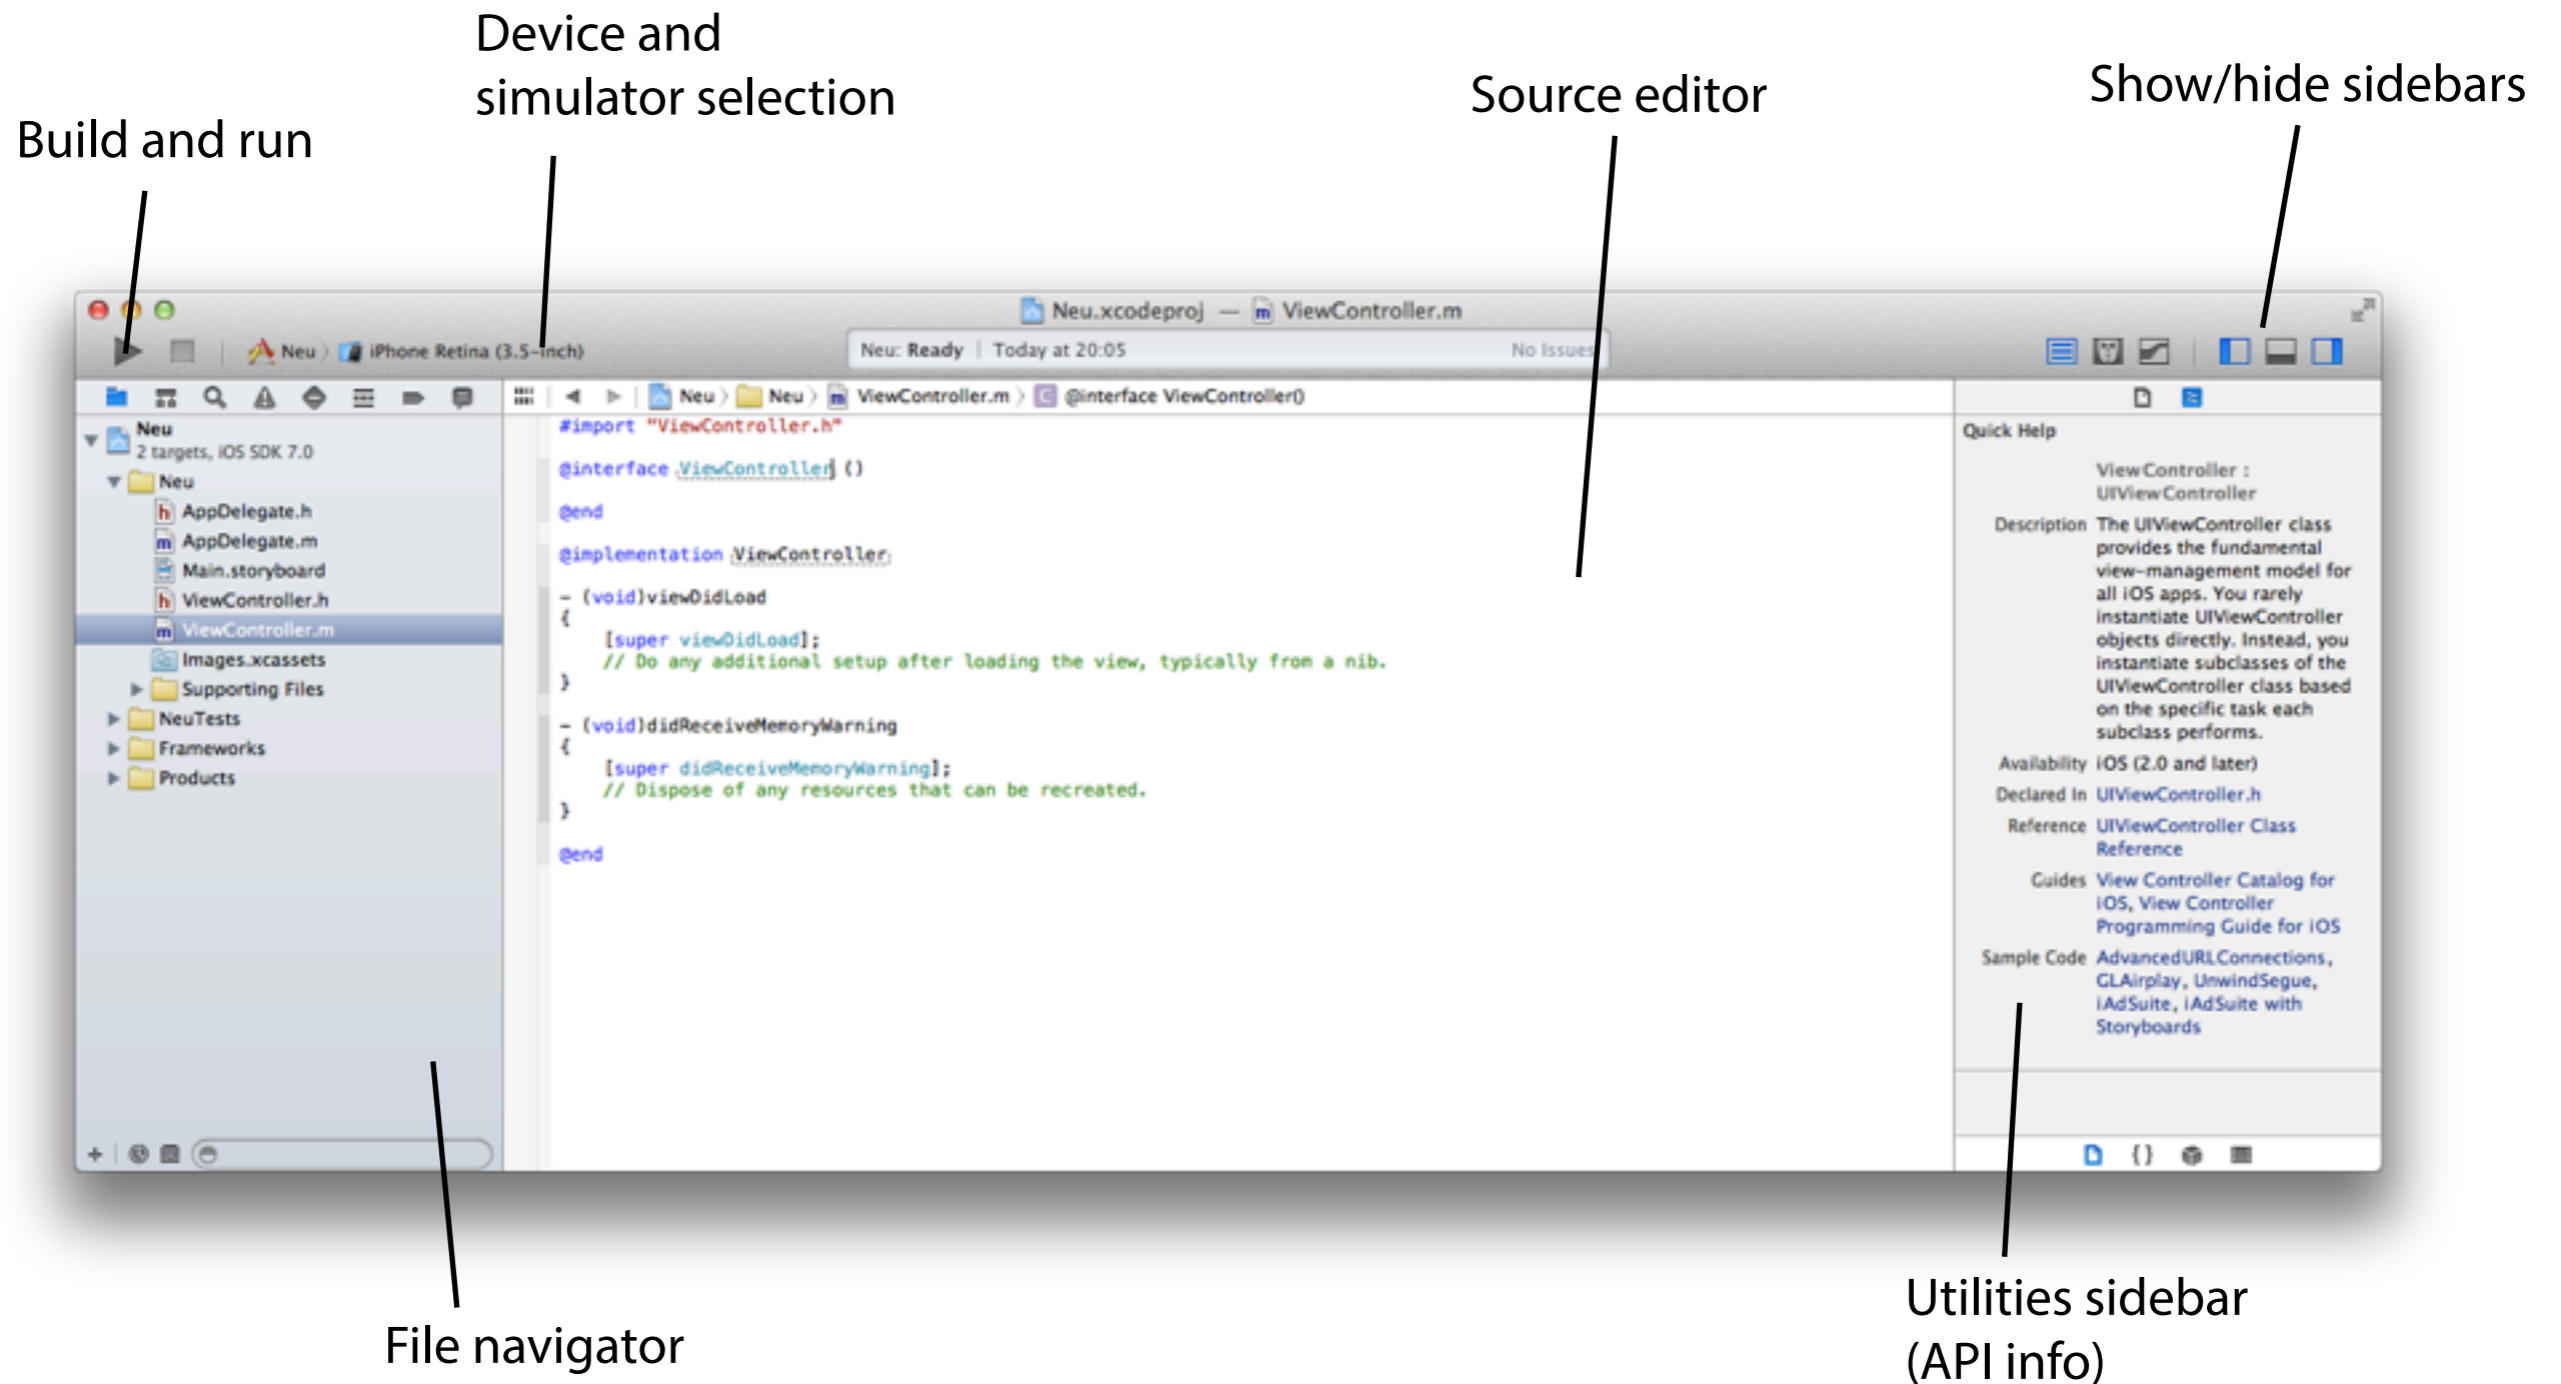 Device and
simulator selection
Build and run
Source editor
Show/hide sidebars
Neu.xcodeproj — ViewController.m
Neu 〉 iPhone Retina (3.5-inch)
Neu: Ready | Today at 20:05
No Issues
Neu 〉 Neu 〉 ViewController.m 〉 @interface ViewController()
Neu
2 targets, iOS SDK 7.0
Neu
AppDelegate.h
AppDelegate.m
Main.storyboard
ViewController.h
ViewController.m
Images.xcassets
Supporting Files
NeuTests
Frameworks
Products
#import "ViewController.h"
@interface ViewController ()
@end
@implementation ViewController
- (void)viewDidLoad
{
[super viewDidLoad];
// Do any additional setup after loading the view, typically from a nib.
}
- (void)didReceiveMemoryWarning
{
[super didReceiveMemoryWarning];
// Dispose of any resources that can be recreated.
}
@end
Quick Help
ViewController :
UIViewController
Description The UIViewController class
provides the fundamental
view-management model for
all iOS apps. You rarely
instantiate UIViewController
objects directly. Instead, you
instantiate subclasses of the
UIViewController class based
on the specific task each
subclass performs.
Availability iOS (2.0 and later)
Declared In UIViewController.h
Reference UIViewController Class
Reference
Guides View Controller Catalog for
iOS, View Controller
Programming Guide for iOS
Sample Code AdvancedURLConnections,
GLAirplay, UnwindSegue,
iAdSuite, iAdSuite with
Storyboards
{}
File navigator
Utilities sidebar
(API info)